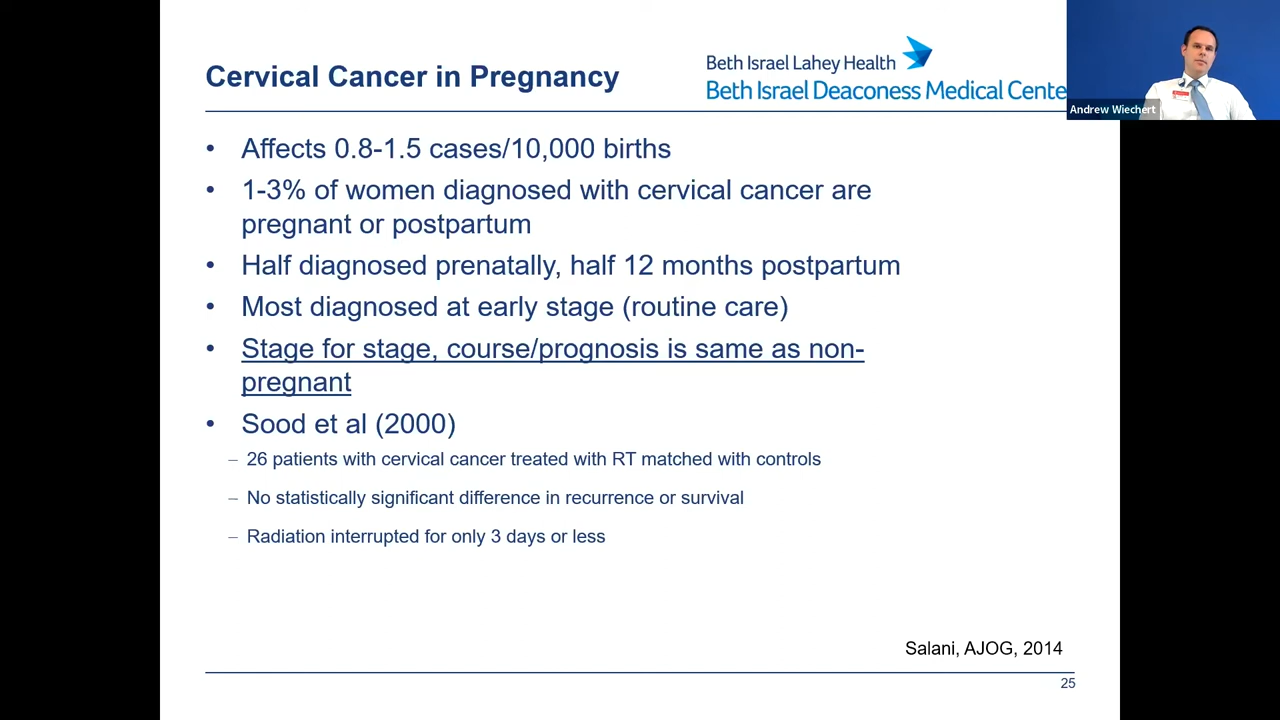 Cervical Cancer in Pregnancy
Beth Israel Lahey Health
Beth Israel Deaconess Medical Cente
Andrew Wiechert
• Affects 0.8-1.5 cases/10,000 births
• 1-3% of women diagnosed with cervical cancer are
pregnant or postpartum
• Half diagnosed prenatally, half 12 months postpartum
• Most diagnosed at early stage (routine care)
• Stage for stage, course/prognosis is same as non-
pregnant
• Sood et al (2000)
– 26 patients with cervical cancer treated with RT matched with controls
– No statistically significant difference in recurrence or survival
– Radiation interrupted for only 3 days or less
Salani, AJOG, 2014
25